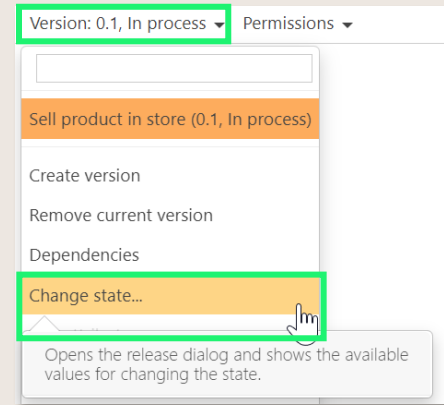 Version: 0.1, In process Permissions
Sell product in store (0.1, In process)
Create version
Remove current version
Dependencies
Change state...
Opens the release dialog and shows the available
values for changing the state.